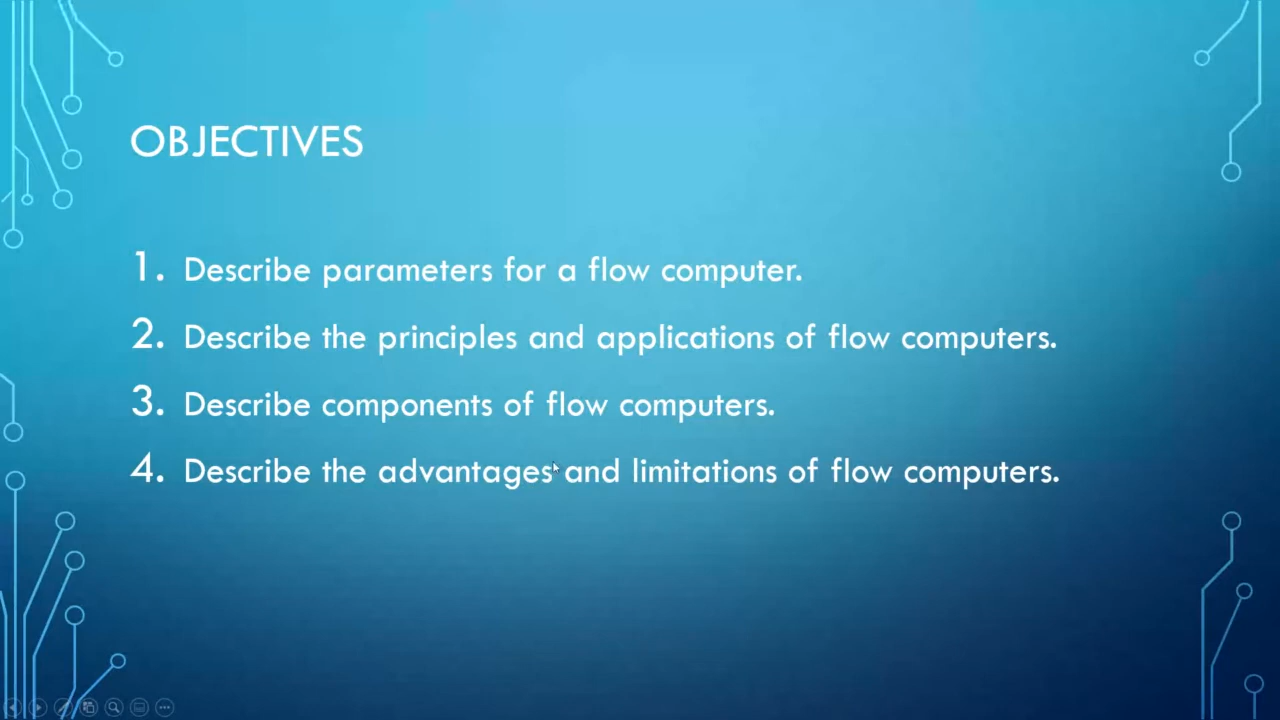 OBJECTIVES
1. Describe parameters for a flow computer.
2. Describe the principles and applications of flow computers.
3. Describe components of flow computers.
4. Describe the advantages and limitations of flow computers.